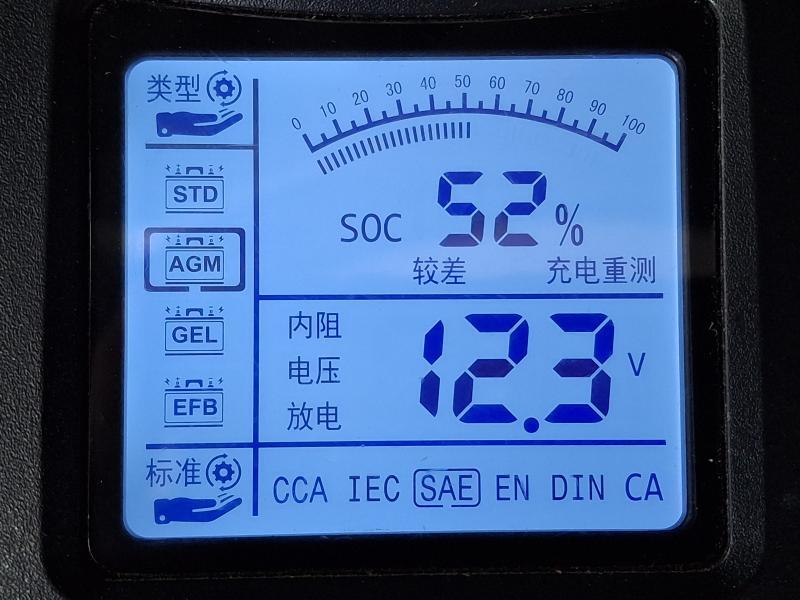 类型
STD
AGM
GEL
EFB
标准
0 10 20 30 40 50 60 70 80 90 100
SOC 52 %
较差 充电重测
内阻
电压
放电
12.3 V
CCA IEC SAE EN DIN CA